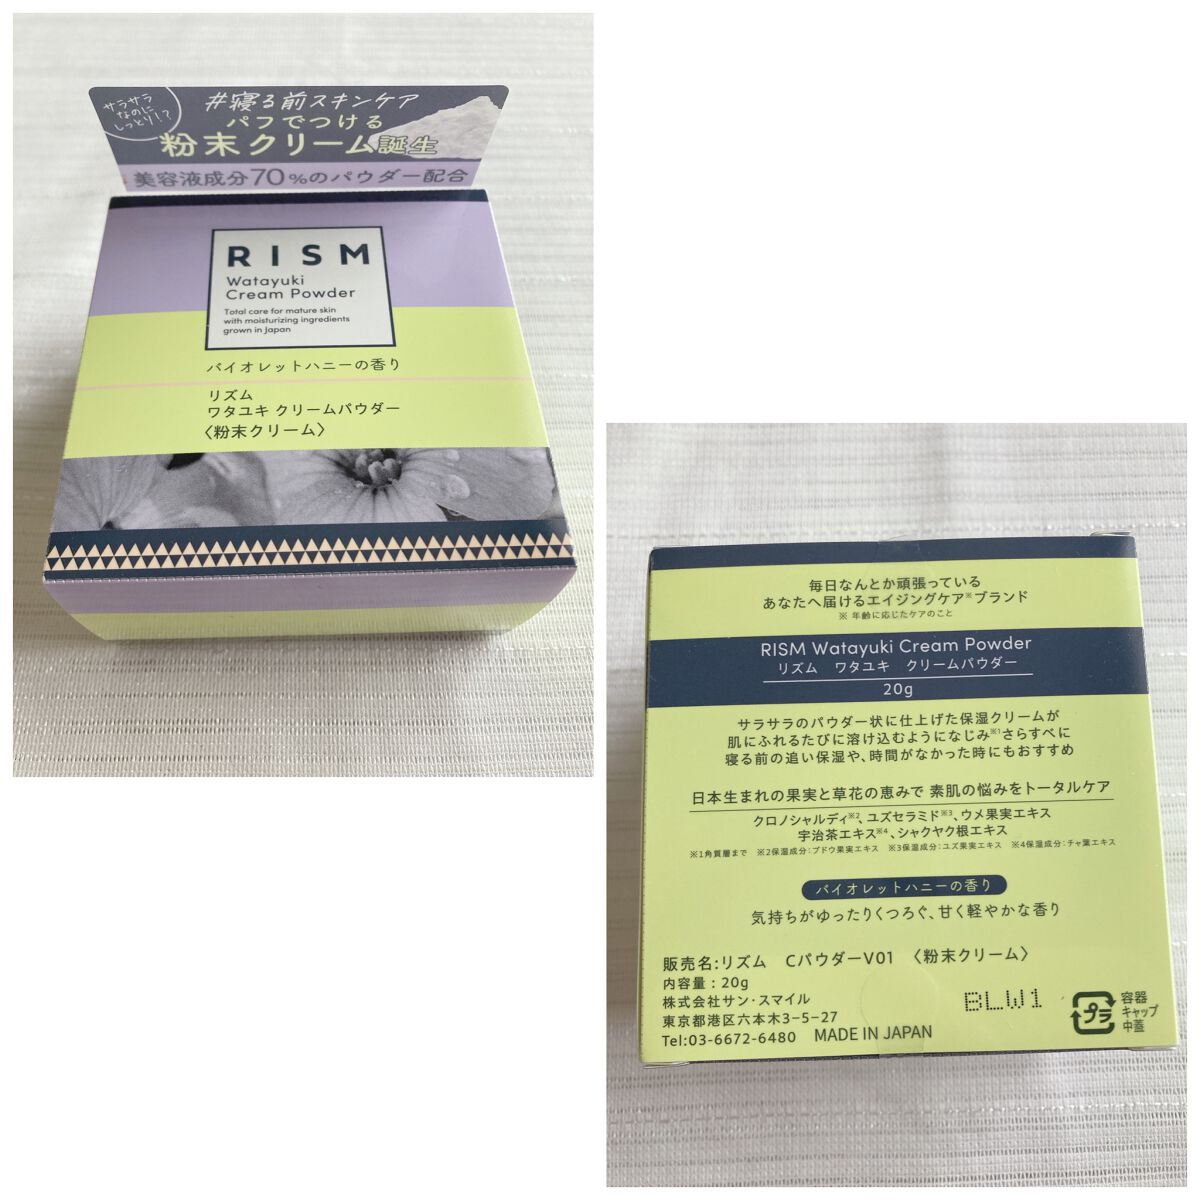 サラサラ
なのに
しっとり!?
#寝る前スキンケア
パフでつける
粉末クリーム誕生
美容液成分70%のパウダー配合
RISM
Watayuki
Cream Powder
Total care for mature skin
with moisturizing ingredients
grown in Japan
バイオレットハニーの香り
リズム
ワタユキ クリームパウダー
〈粉末クリーム〉
毎日なんとか頑張っている
あなたへ届けるエイジングケア※ブランド
※ 年齢に応じたケアのこと
RISM Watayuki Cream Powder
リズム ワタユキ クリームパウダー
20g
サラサラのパウダー状に仕上げた保湿クリームが
肌にふれるたびに溶け込むようになじみ※1さらすべに
寝る前の追い保湿や、時間がなかった時にもおすすめ
日本生まれの果実と草花の恵みで 素肌の悩みをトータルケア
クロノシャルディ※2、ユズセラミド※3、ウメ果実エキス
宇治茶エキス※4、シャクヤク根エキス
※1角質層まで ※2保湿成分:ブドウ果実エキス ※3保湿成分:ユズ果実エキス ※4保湿成分:チャ葉エキス
バイオレットハニーの香り
気持ちがゆったりくつろぐ、甘く軽やかな香り
販売名:リズム CパウダーV01 〈粉末クリーム〉
内容量:20g
株式会社サン・スマイル
東京都港区六本木3-5-27
Tel:03-6672-6480 MADE IN JAPAN
BLW1
プラ
容器
キャップ
中蓋